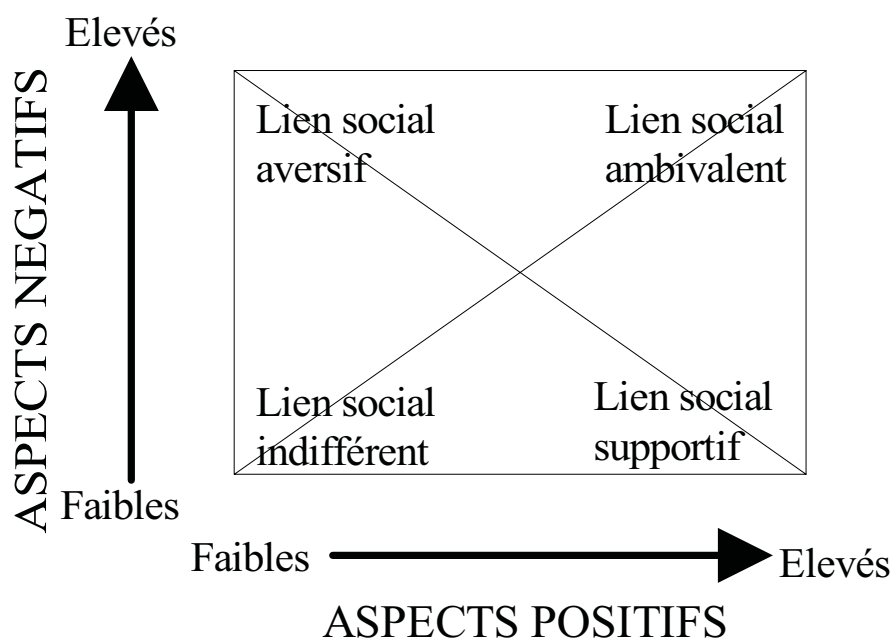 Elevés
ASPECTS NEGATIFS
Lien social
aversif
Lien social
ambivalent
Lien social
indifférent
Lien social
supportif
Faibles
Faibles
Elevés
ASPECTS POSITIFS